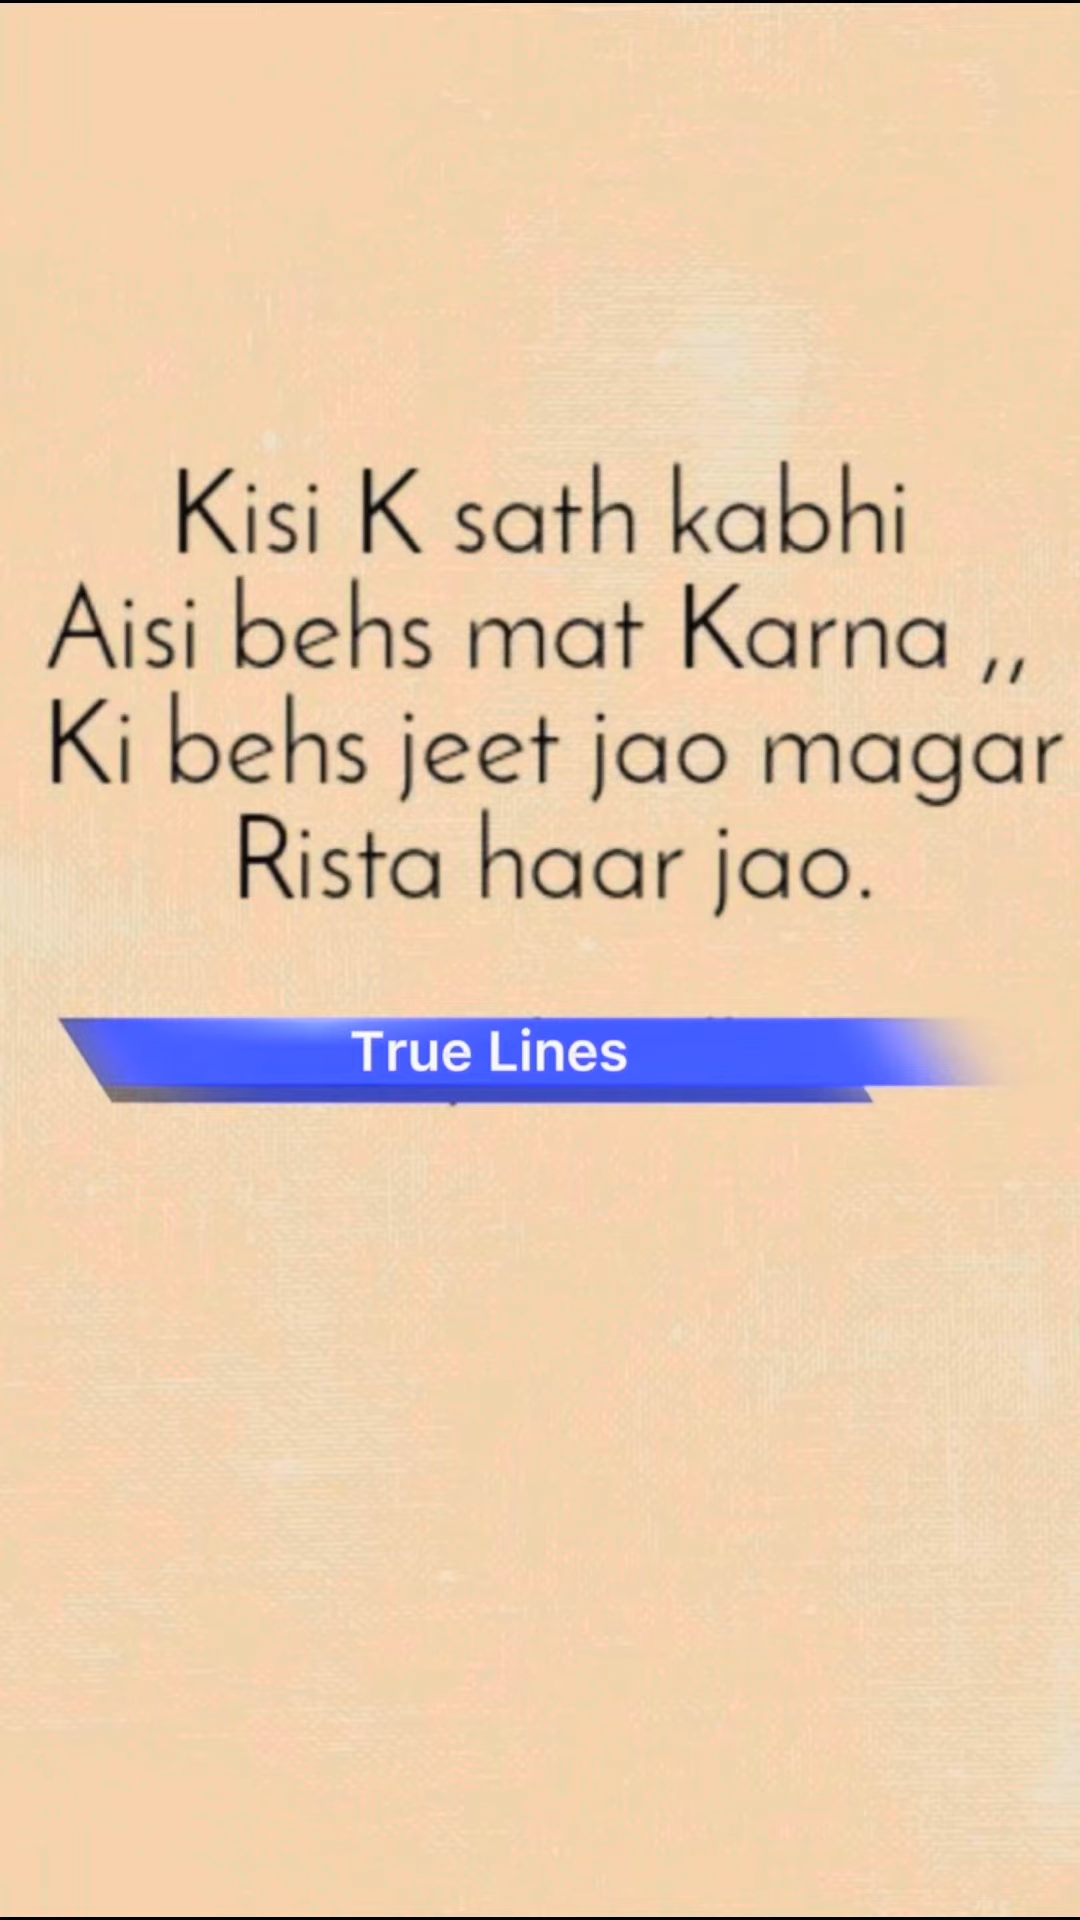 Kisi K sath kabhi
Aisi behs mat Karna ,,
Ki behs jeet jao magar
Rista haar jao.
True Lines